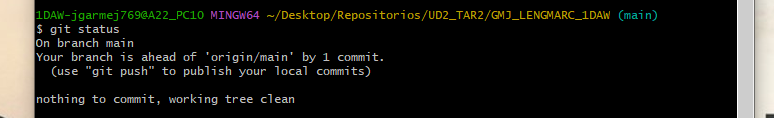 1DAW-jgarmej769@A22_PC10 MINGW64 ~/Desktop/Repositorios/UD2_TAR2/GMJ_LENGMARC_1DAW (main)
$ git status
On branch main
Your branch is ahead of 'origin/main' by 1 commit.
  (use "git push" to publish your local commits)

nothing to commit, working tree clean